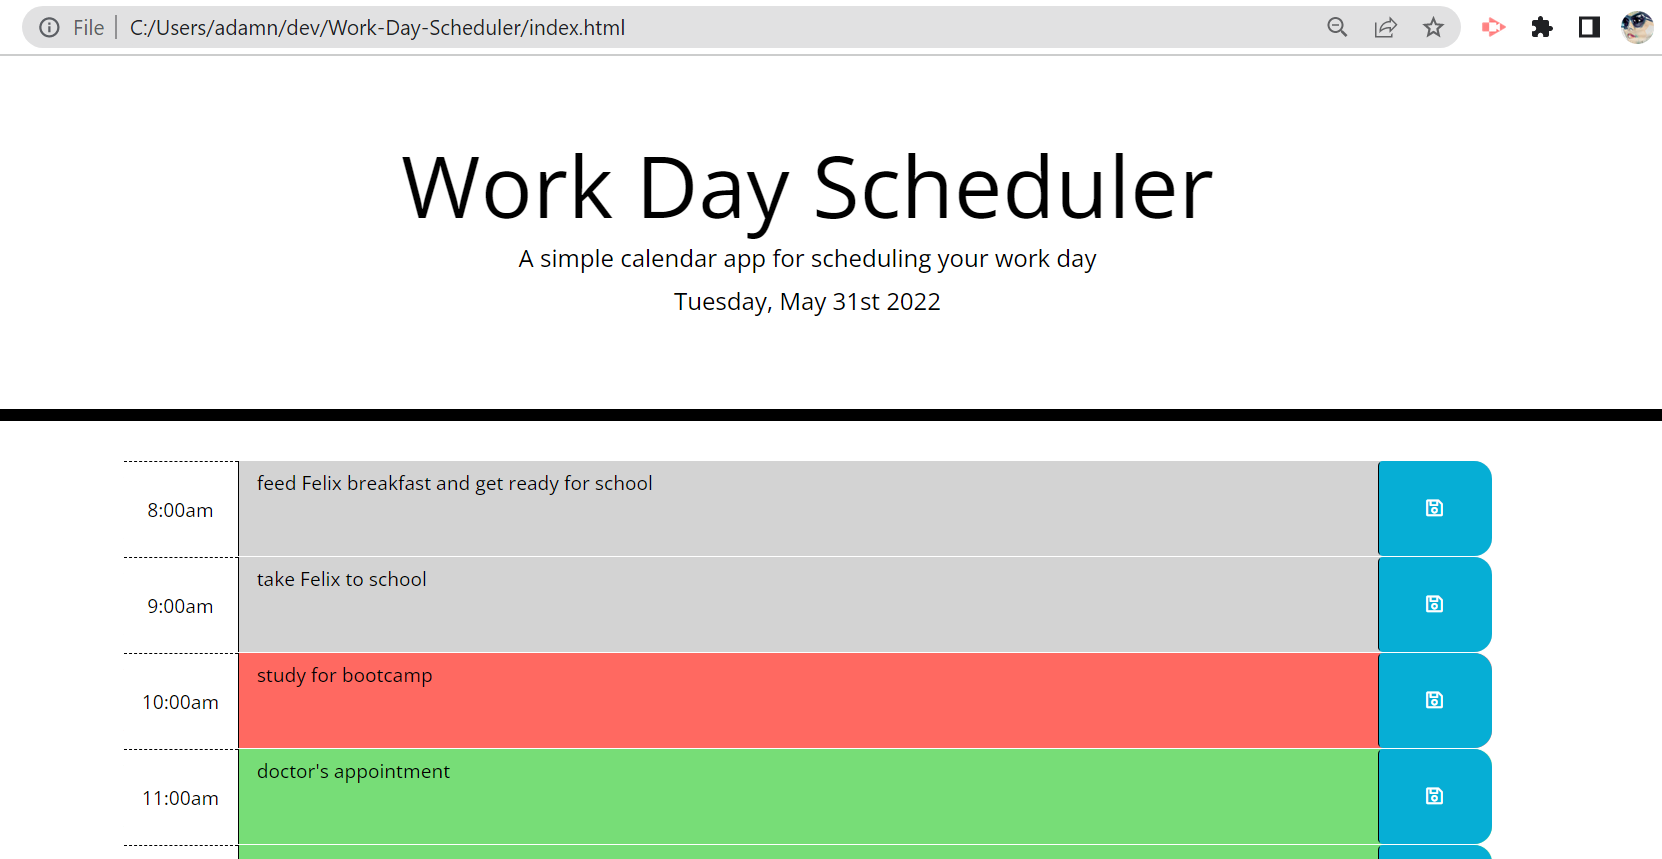 File C:/Users/adamn/dev/Work-Day-Scheduler/index.html
Work Day Scheduler
A simple calendar app for scheduling your work day
Tuesday, May 31st 2022
8:00am feed Felix breakfast and get ready for school
9:00am take Felix to school
10:00am study for bootcamp
11:00am doctor's appointment